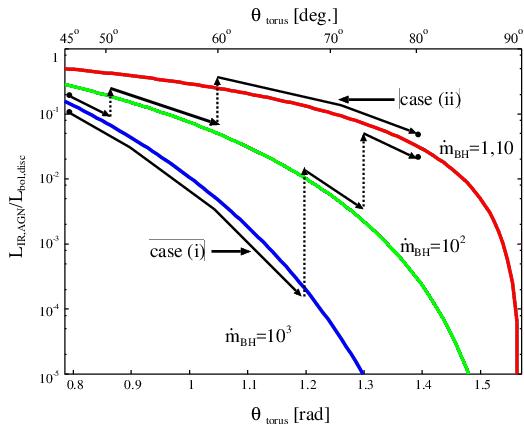 θ torus [deg.]
45° 50° 60° 70° 80° 90°
1
10⁻¹
10⁻²
10⁻³
10⁻⁴
10⁻⁵
L_IR,AGN/L_bol,disc
case (ii)
ṁ_BH=1,10
case (i)
ṁ_BH=10²
ṁ_BH=10³
0.8 0.9 1 1.1 1.2 1.3 1.4 1.5
θ torus [rad]